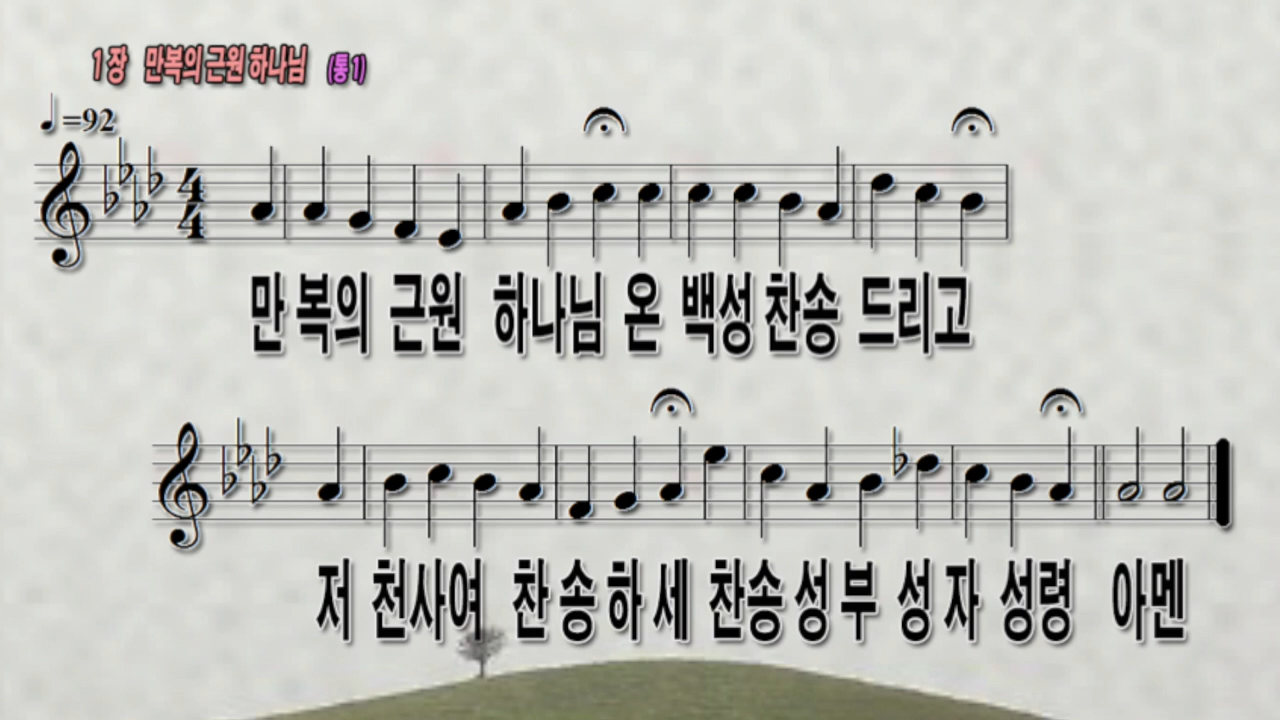 1장 만복의 근원 하나님 (통1)
♩=92
4/4
만 복의 근원 하나님 온 백성 찬송 드리고
저 천사여 찬 송 하 세 찬송 성 부 성 자 성령 아멘